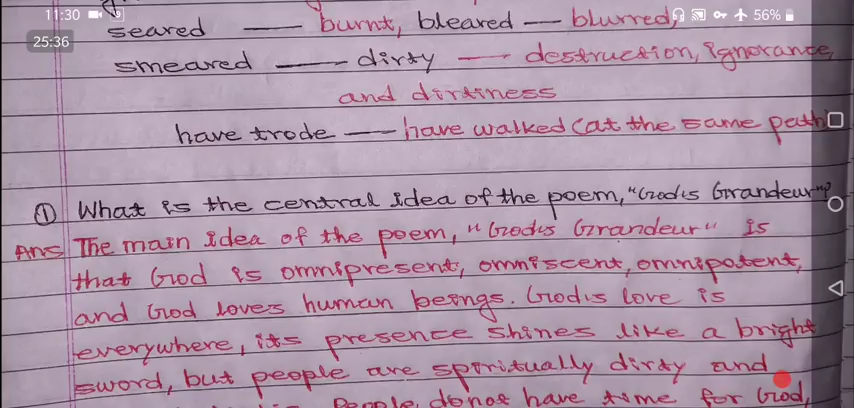 11:30 56%
25:36
seared — burnt, bleared — blurred,
smeared — dirty — destruction, ignorance,
and dirtiness
have trode — have walked (at the same path
① What is the central idea of the poem, "God's Grandeur"?
Ans The main idea of the poem, "God's Grandeur" is
that God is omnipresent, omniscent, omnipotent,
and God loves human beings. God's love is
everywhere, its presence shines like a bright
sword, but people are spiritually dirty and
People donot have time for God,